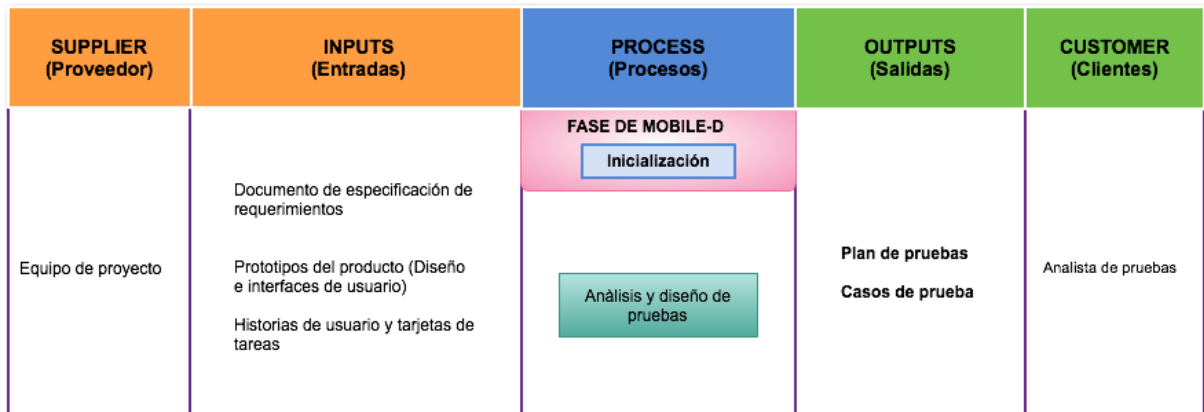 SUPPLIER
(Proveedor)
INPUTS
(Entradas)
PROCESS
(Procesos)
OUTPUTS
(Salidas)
CUSTOMER
(Clientes)
Equipo de proyecto
Documento de especificación de
requerimientos
Prototipos del producto (Diseño
e interfaces de usuario)
Historias de usuario y tarjetas de
tareas
FASE DE MOBILE-D
Inicialización
Anàlisis y diseño de
pruebas
Plan de pruebas
Casos de prueba
Analista de pruebas